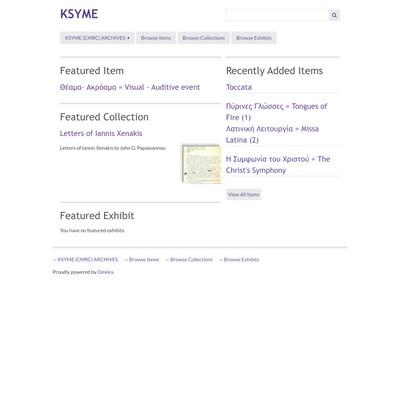 KSYME
KSYME (CMRC) ARCHIVES
Browse Items
Browse Collections
Browse Exhibits
Featured Item
Θέαμα- Ακρόαμα = Visual - Auditive event
Featured Collection
Letters of Iannis Xenakis
Letters of Iannis Xenakis to John G. Papaioannou
Featured Exhibit
You have no featured exhibits.
Recently Added Items
Toccata
Πύρινες Γλώσσες = Tongues of
Fire (1)
Λατινική Λειτουργία = Missa
Latina (2)
Η Συμφωνία του Χριστού = The
Christ's Symphony
View All Items
KSYME (CMRC) ARCHIVES
Browse Items
Browse Collections
Browse Exhibits
Proudly powered by Omeka.